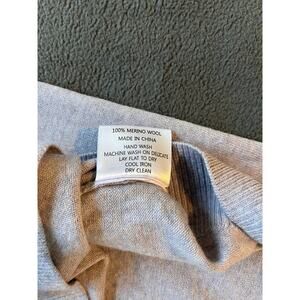 100% MERINO WOOL
MADE IN CHINA
HAND WASH
MACHINE WASH ON DELICATE
LAY FLAT TO DRY
COOL IRON
DRY CLEAN